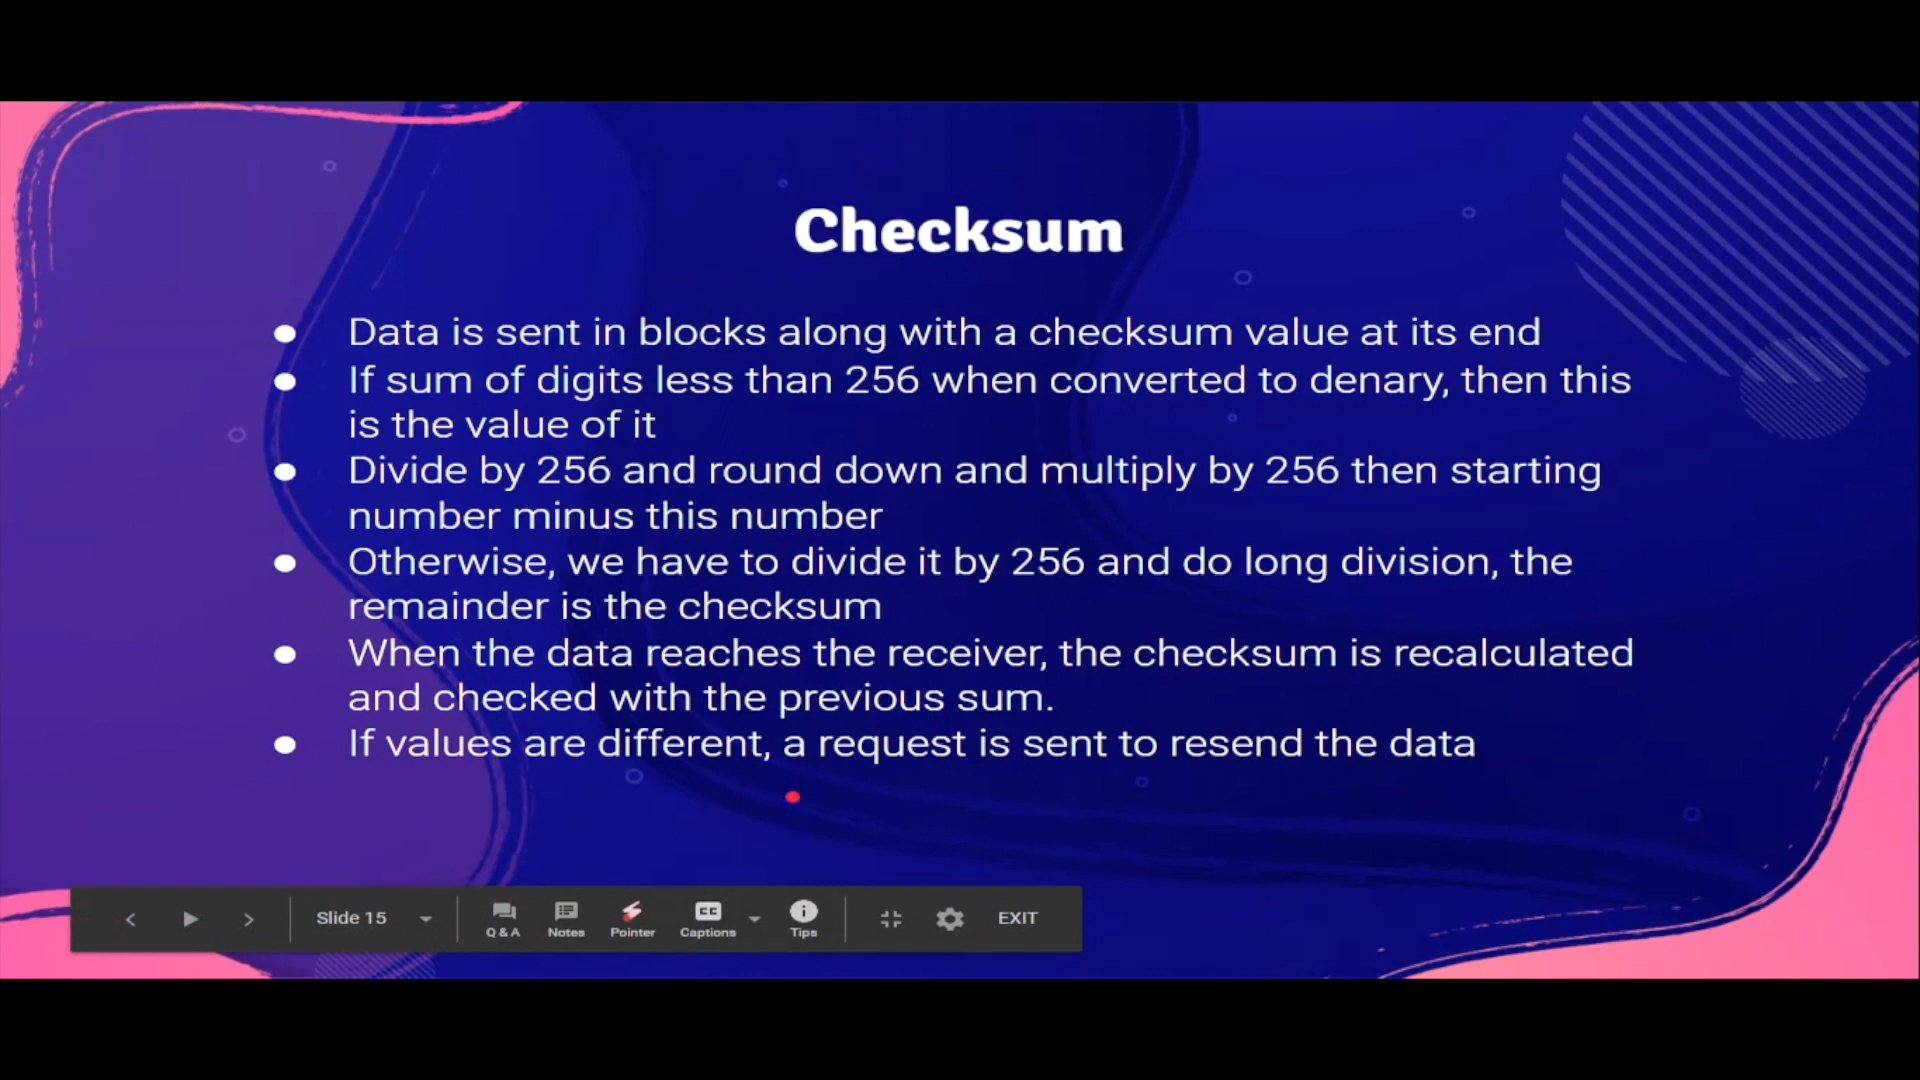 Checksum
● Data is sent in blocks along with a checksum value at its end
● If sum of digits less than 256 when converted to denary, then this
is the value of it
● Divide by 256 and round down and multiply by 256 then starting
number minus this number
● Otherwise, we have to divide it by 256 and do long division, the
remainder is the checksum
● When the data reaches the receiver, the checksum is recalculated
and checked with the previous sum.
● If values are different, a request is sent to resend the data
Slide 15
Q & A
Notes
Pointer
CC
Captions
Tips
EXIT